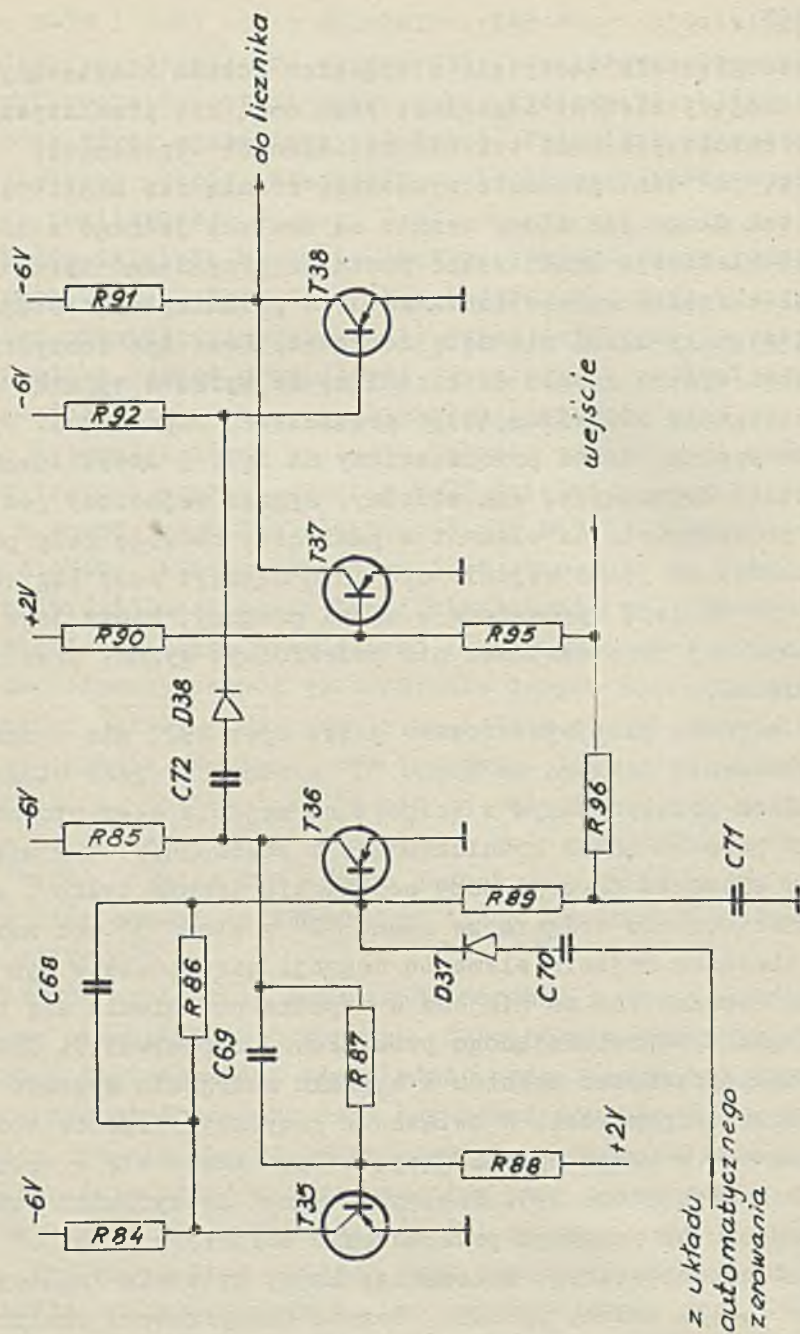 -6V
-6V
+2V
-6V
-6V
R91
R92
R90
R85
R84
do licznika
T38
T37
T36
T35
D38
C72
C68
R86
C69
R87
R88
+2V
R89
D37
C70
R95
R96
C71
wejście
z układu
automatycznego
zerowania